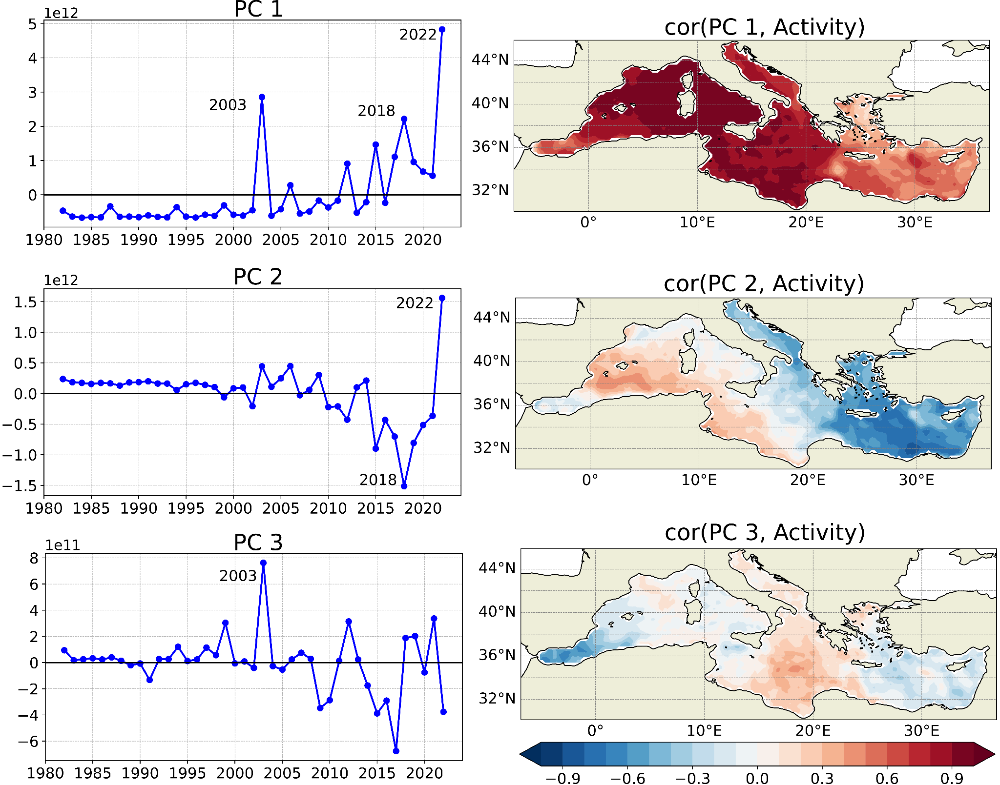 PC 1
1e12
5
4
3
2
1
0
2003
2018
2022
1980 1985 1990 1995 2000 2005 2010 2015 2020
cor(PC 1, Activity)
44°N
40°N
36°N
32°N
0° 10°E 20°E 30°E
PC 2
1e12
1.5
1.0
0.5
0.0
−0.5
−1.0
−1.5
2022
2018
1980 1985 1990 1995 2000 2005 2010 2015 2020
cor(PC 2, Activity)
44°N
40°N
36°N
32°N
0° 10°E 20°E 30°E
PC 3
1e11
8
6
4
2
0
−2
−4
−6
2003
1980 1985 1990 1995 2000 2005 2010 2015 2020
cor(PC 3, Activity)
44°N
40°N
36°N
32°N
0° 10°E 20°E 30°E
−0.9 −0.6 −0.3 0.0 0.3 0.6 0.9